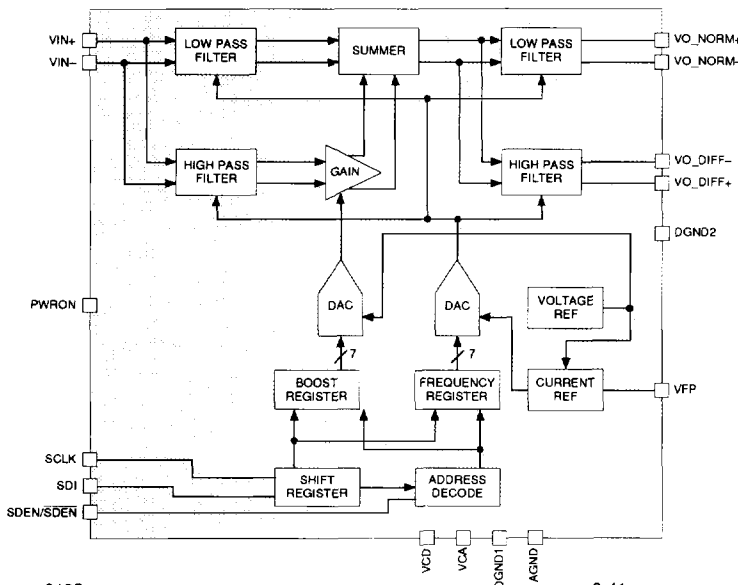 VIN+
VIN−
LOW PASS
FILTER
SUMMER
LOW PASS
FILTER
VO_NORM+
VO_NORM−
HIGH PASS
FILTER
GAIN
HIGH PASS
FILTER
VO_DIFF−
VO_DIFF+
DGND2
PWRON
DAC
DAC
VOLTAGE
REF
7
7
BOOST
REGISTER
FREQUENCY
REGISTER
CURRENT
REF
VFP
SCLK
SDI
SDEN/SDEN
SHIFT
REGISTER
ADDRESS
DECODE
VCD
VCA
DGND1
AGND